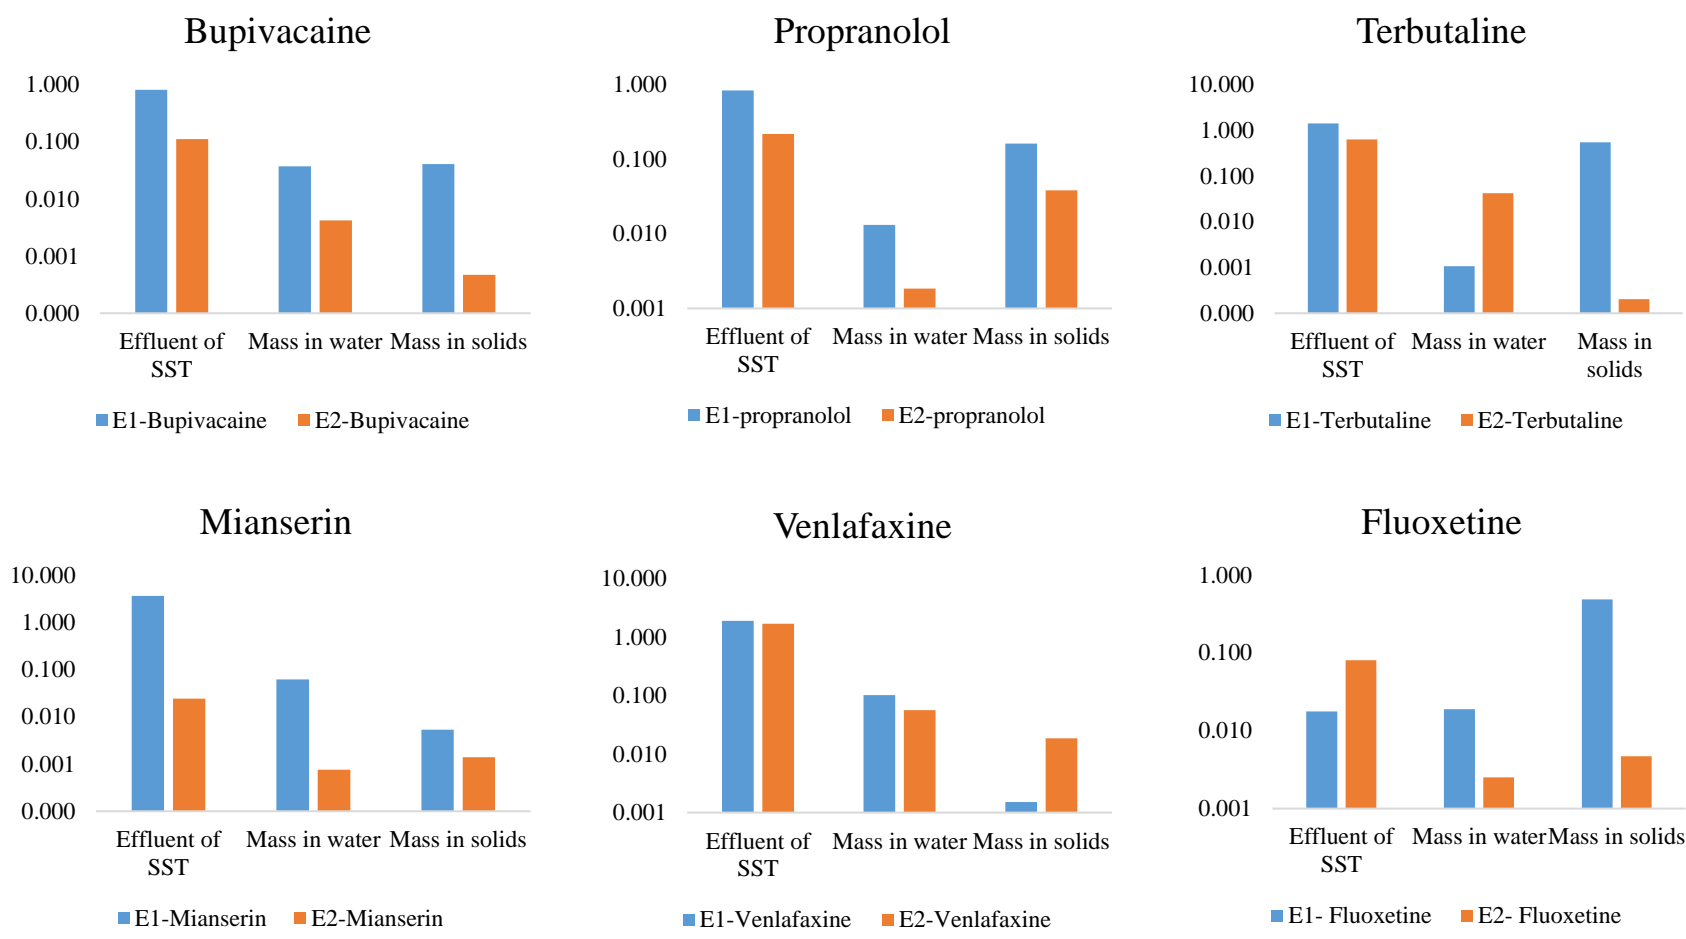 Bupivacaine
1.000
0.100
0.010
0.001
0.000
Effluent of
SST
Mass in water
Mass in solids
E1-Bupivacaine
E2-Bupivacaine
Propranolol
1.000
0.100
0.010
0.001
Effluent of
SST
Mass in water
Mass in solids
E1-propranolol
E2-propranolol
Terbutaline
10.000
1.000
0.100
0.010
0.001
0.000
Effluent of
SST
Mass in water
Mass in
solids
E1-Terbutaline
E2-Terbutaline
Mianserin
10.000
1.000
0.100
0.010
0.001
0.000
Effluent of
SST
Mass in water
Mass in solids
E1-Mianserin
E2-Mianserin
Venlafaxine
10.000
1.000
0.100
0.010
0.001
Effluent of
SST
Mass in water
Mass in solids
E1-Venlafaxine
E2-Venlafaxine
Fluoxetine
1.000
0.100
0.010
0.001
Effluent of
SST
Mass in water
Mass in solids
E1- Fluoxetine
E2- Fluoxetine